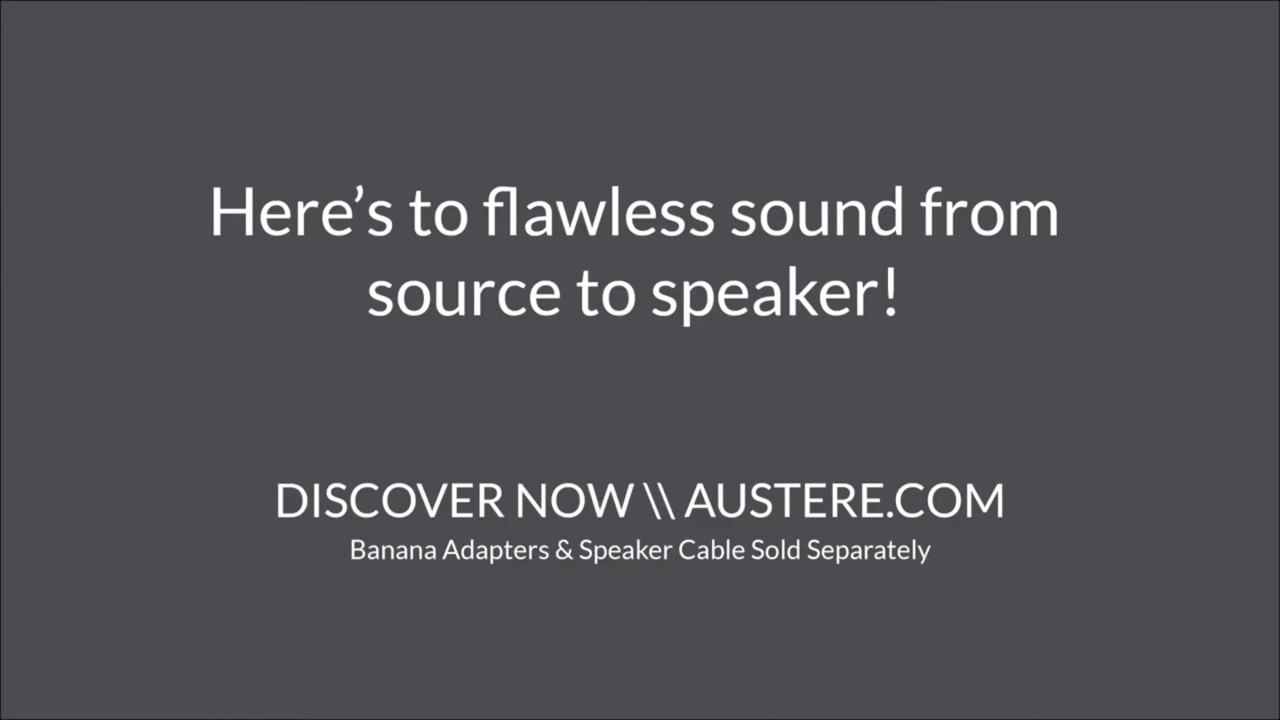 Here’s to flawless sound from
source to speaker!
DISCOVER NOW \\ AUSTERE.COM
Banana Adapters & Speaker Cable Sold Separately